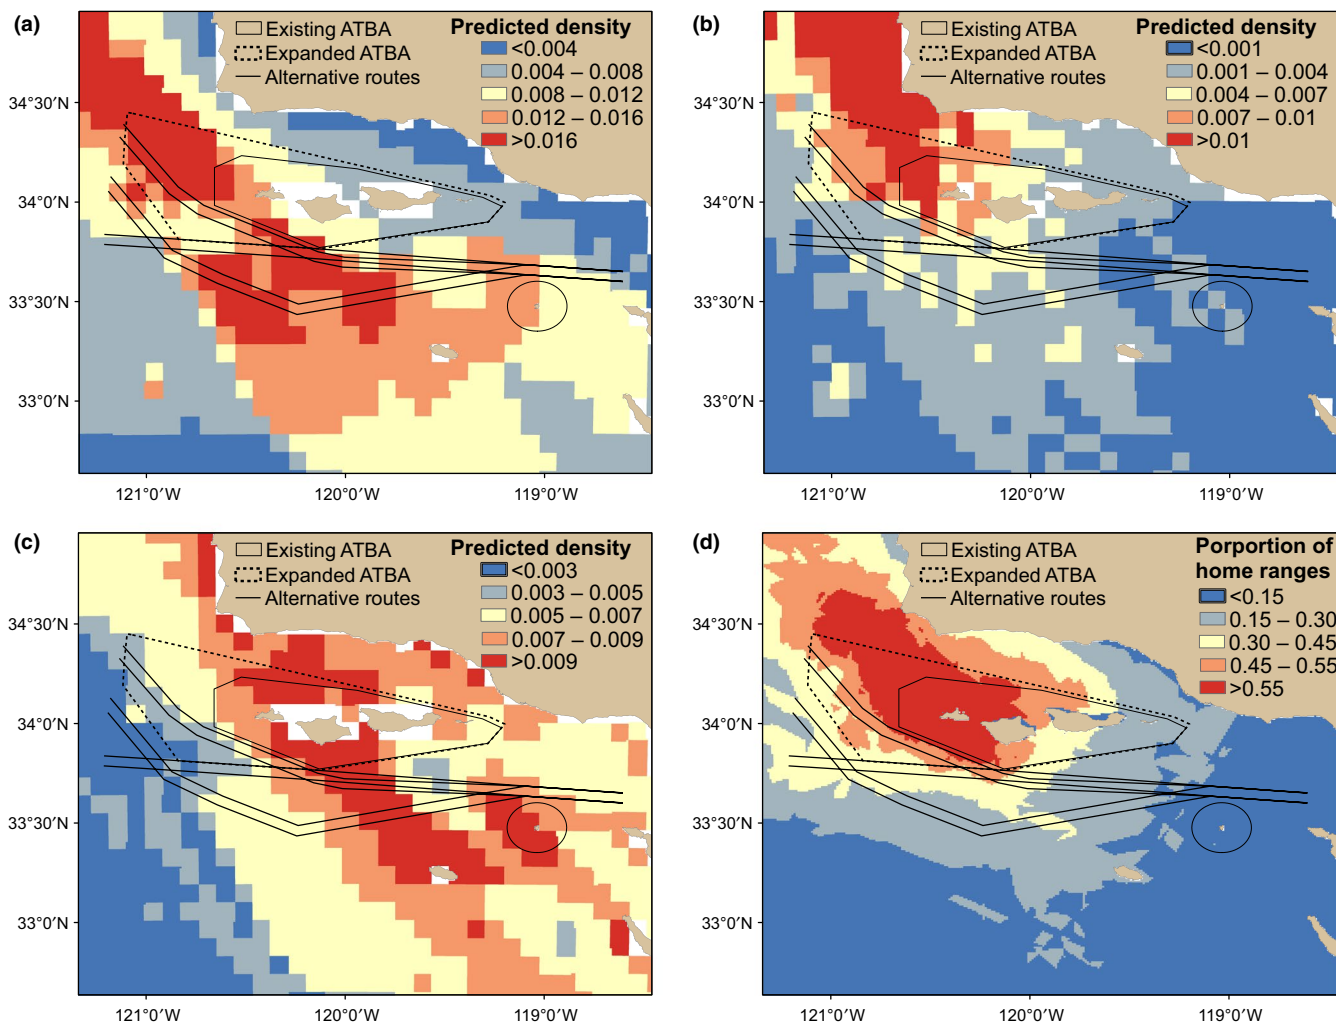 (a)
Existing ATBA
Expanded ATBA
Alternative routes
Predicted density
<0.004
0.004 – 0.008
0.008 – 0.012
0.012 – 0.016
>0.016
34°30'N
34°0'N
33°30'N
33°0'N
121°0'W
120°0'W
119°0'W
(b)
Existing ATBA
Expanded ATBA
Alternative routes
Predicted density
<0.001
0.001 – 0.004
0.004 – 0.007
0.007 – 0.01
>0.01
34°30'N
34°0'N
33°30'N
33°0'N
121°0'W
120°0'W
119°0'W
(c)
Existing ATBA
Expanded ATBA
Alternative routes
Predicted density
<0.003
0.003 – 0.005
0.005 – 0.007
0.007 – 0.009
>0.009
34°30'N
34°0'N
33°30'N
33°0'N
121°0'W
120°0'W
119°0'W
(d)
Existing ATBA
Expanded ATBA
Alternative routes
Porportion of
home ranges
<0.15
0.15 – 0.30
0.30 – 0.45
0.45 – 0.55
>0.55
34°30'N
34°0'N
33°30'N
33°0'N
121°0'W
120°0'W
119°0'W